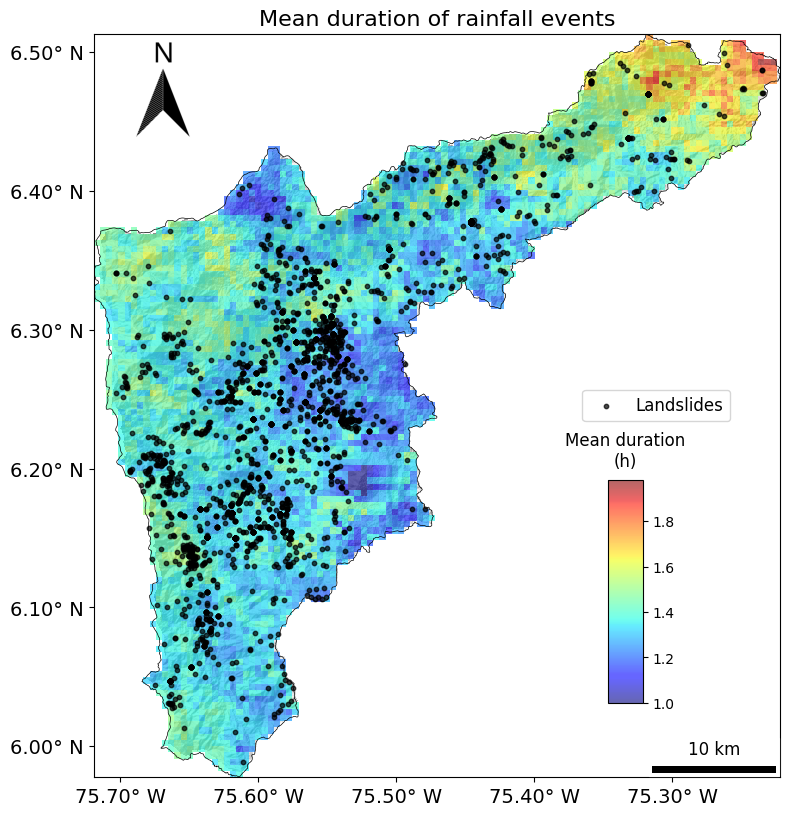 Mean duration of rainfall events
N
6.50° N
6.40° N
6.30° N
6.20° N
6.10° N
6.00° N
Landslides
Mean duration
(h)
1.8
1.6
1.4
1.2
1.0
10 km
75.70° W
75.60° W
75.50° W
75.40° W
75.30° W